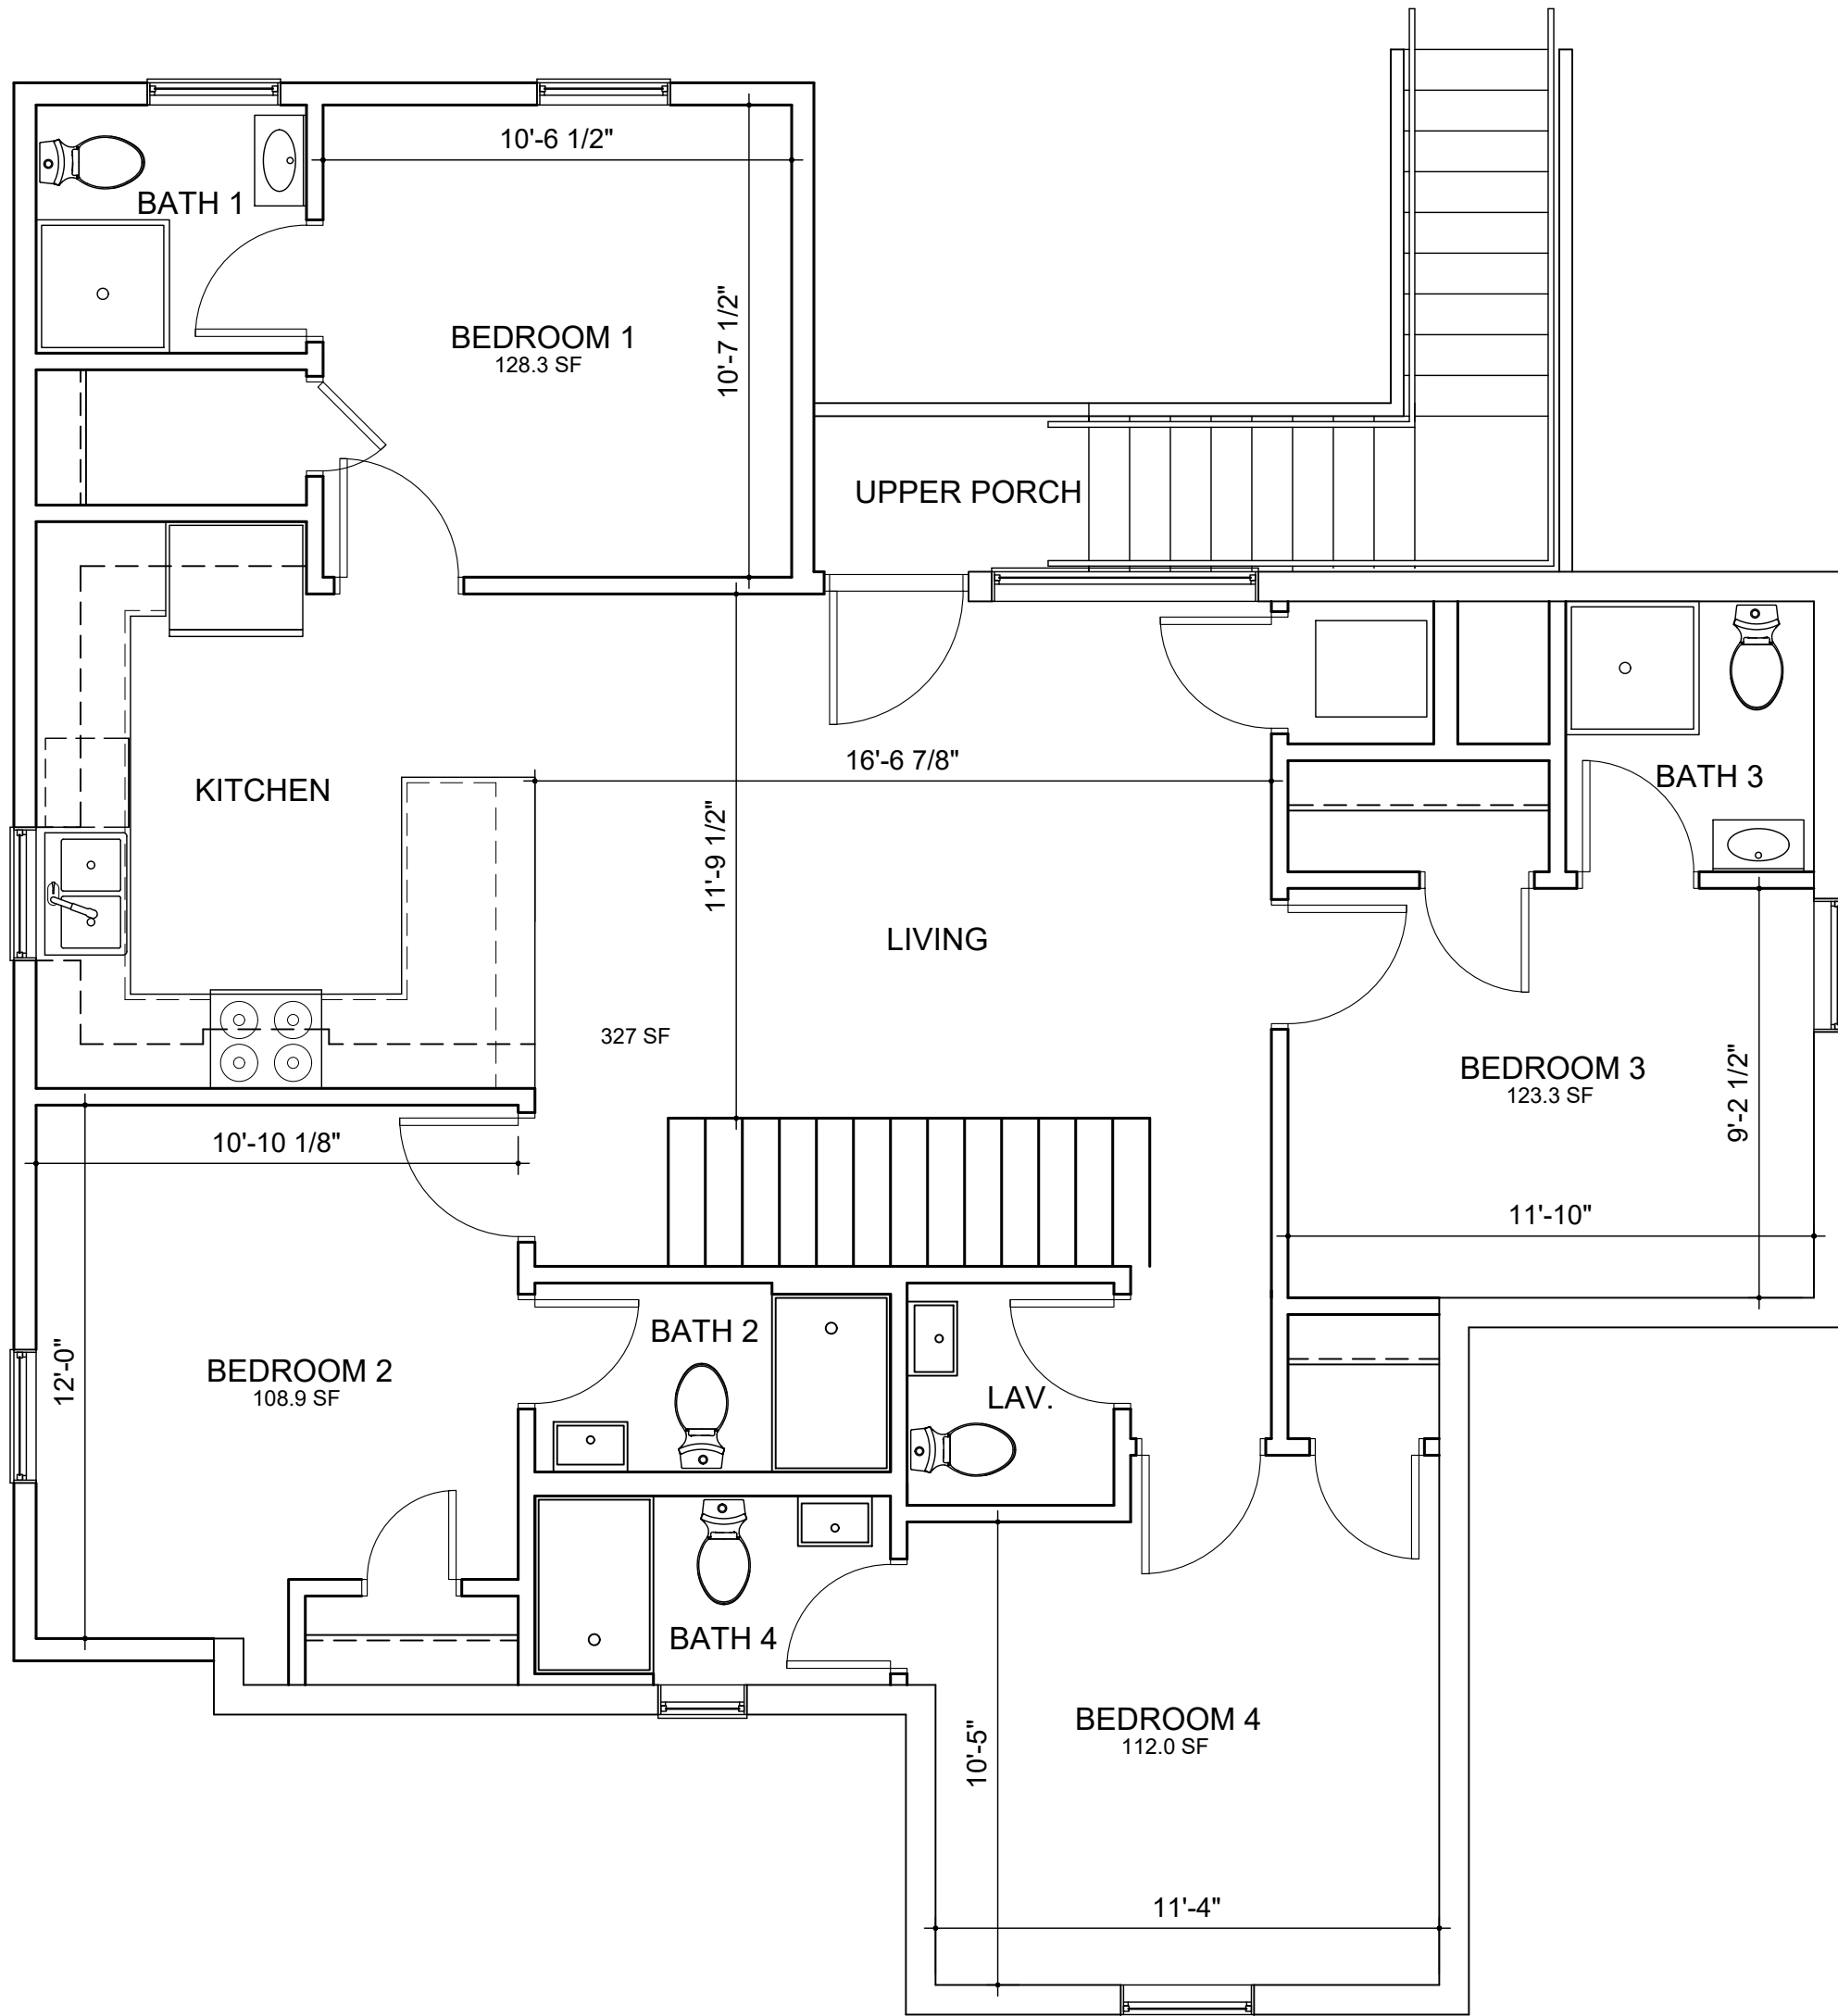 10'-6 1/2"
BATH 1
BEDROOM 1
128.3 SF
10'-7 1/2"
UPPER PORCH
KITCHEN
16'-6 7/8"
BATH 3
11'-9 1/2"
LIVING
327 SF
BEDROOM 3
123.3 SF
9'-2 1/2"
10'-10 1/8"
11'-10"
12'-0"
BEDROOM 2
108.9 SF
BATH 2
LAV.
BATH 4
BEDROOM 4
112.0 SF
10'-5"
11'-4"